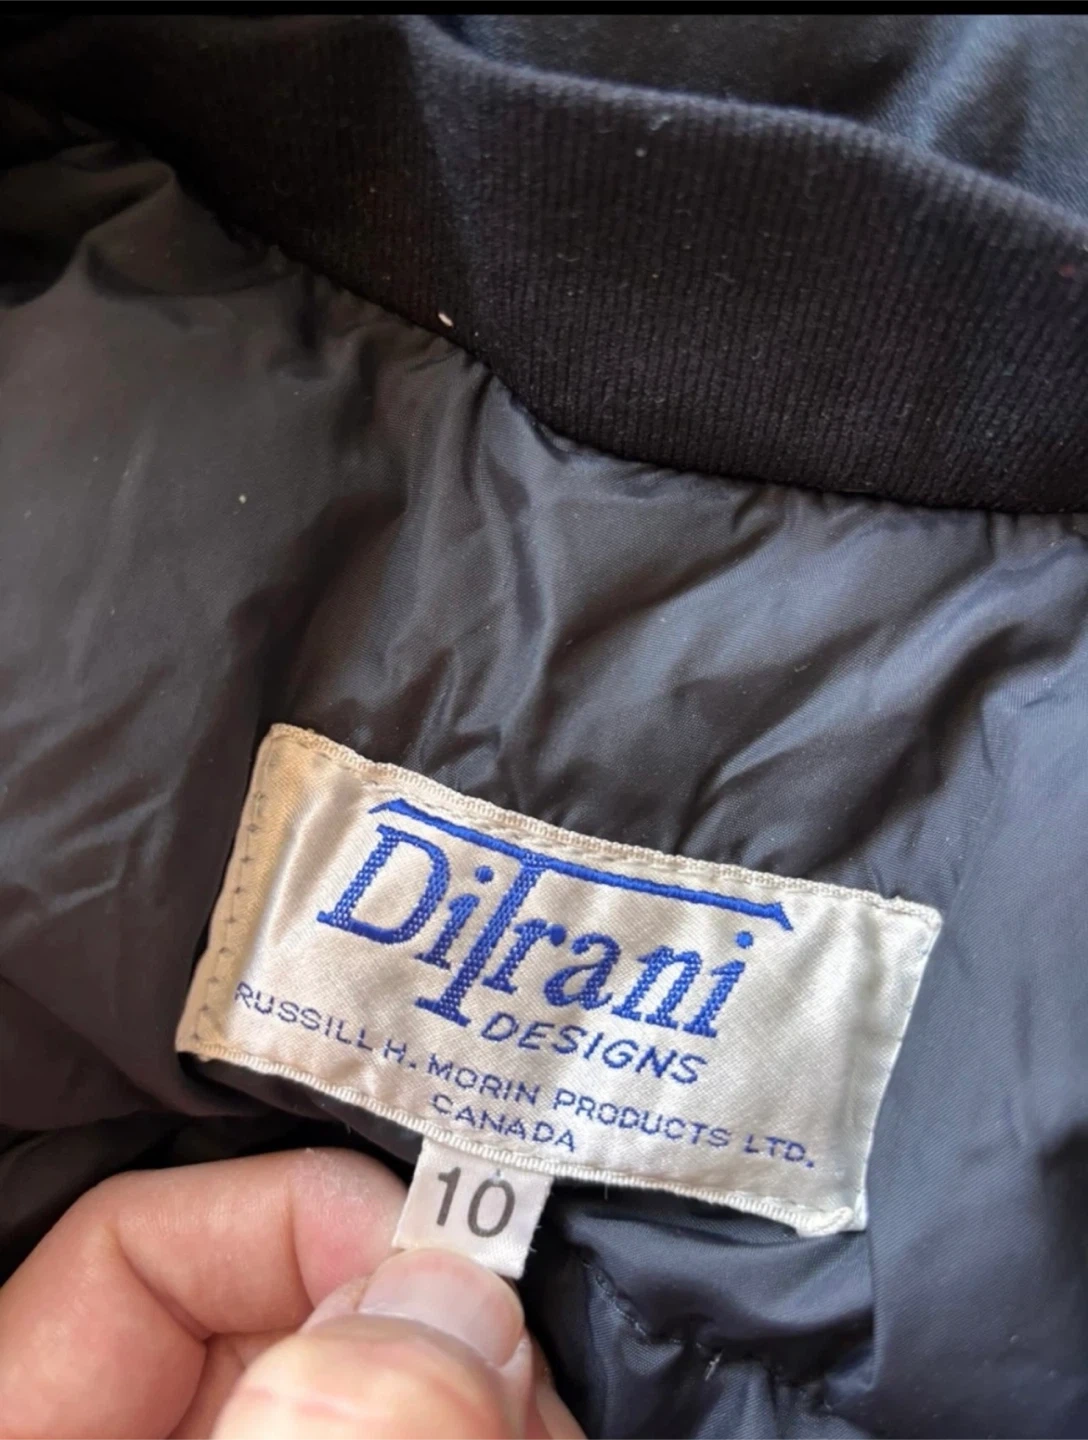 DiTrani
DESIGNS
RUSSILL H. MORIN PRODUCTS LTD.
CANADA
10